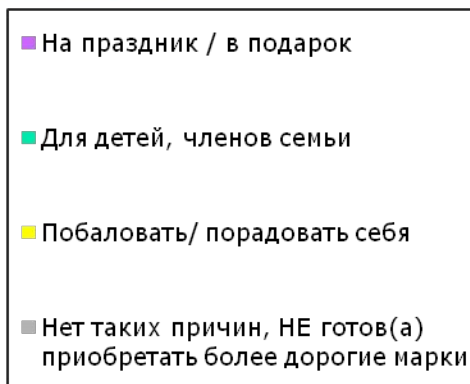 На праздник / в подарок
Для детей, членов семьи
Побаловать/ порадовать себя
Нет таких причин, НЕ готов(а)
приобретать более дорогие марки